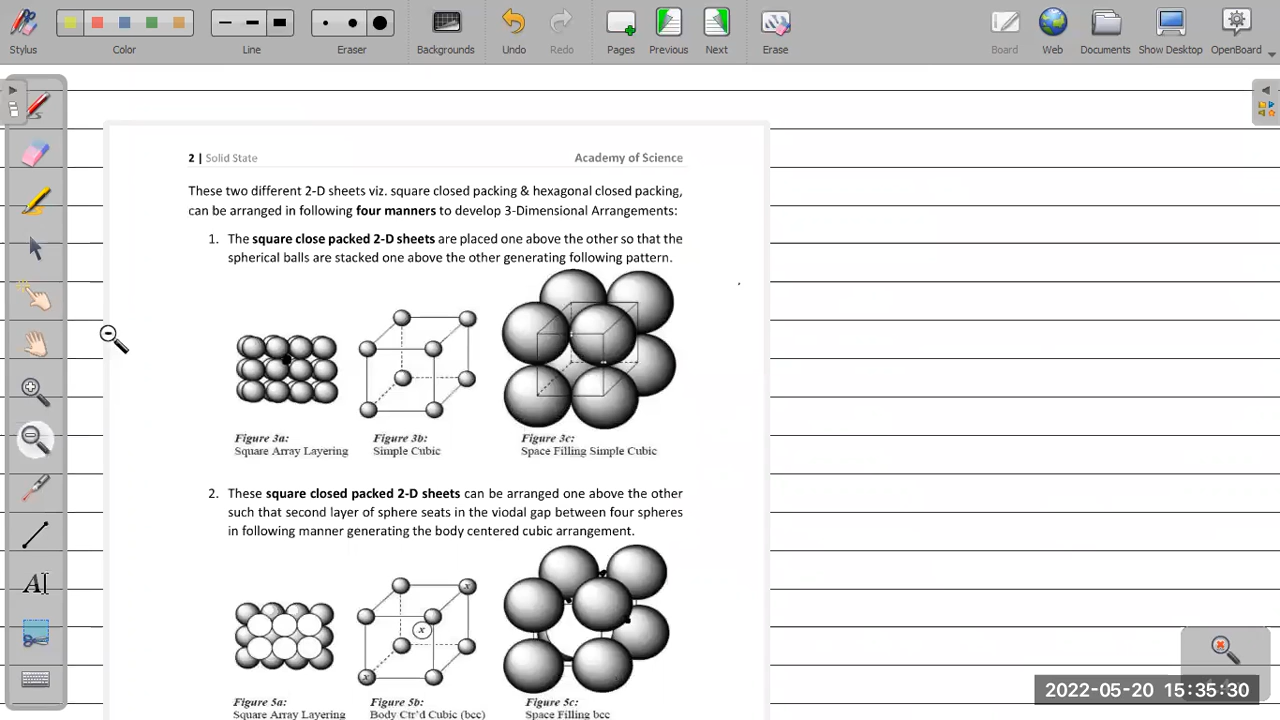 Stylus
Color
Line
Eraser
Backgrounds
Undo
Redo
Pages
Previous
Next
Erase
Board
Web
Documents
Show Desktop
OpenBoard
2 | Solid State
Academy of Science
These two different 2-D sheets viz. square closed packing & hexagonal closed packing,
can be arranged in following four manners to develop 3-Dimensional Arrangements:
1. The square close packed 2-D sheets are placed one above the other so that the
spherical balls are stacked one above the other generating following pattern.
Figure 3a:
Square Array Layering
Figure 3b:
Simple Cubic
Figure 3c:
Space Filling Simple Cubic
2. These square closed packed 2-D sheets can be arranged one above the other
such that second layer of sphere seats in the viodal gap between four spheres
in following manner generating the body centered cubic arrangement.
x
x
x
Figure 5a:
Square Array Layering
Figure 5b:
Body Ctr'd Cubic (bcc)
Figure 5c:
Space Filling bcc
A
2022-05-20 15:35:30